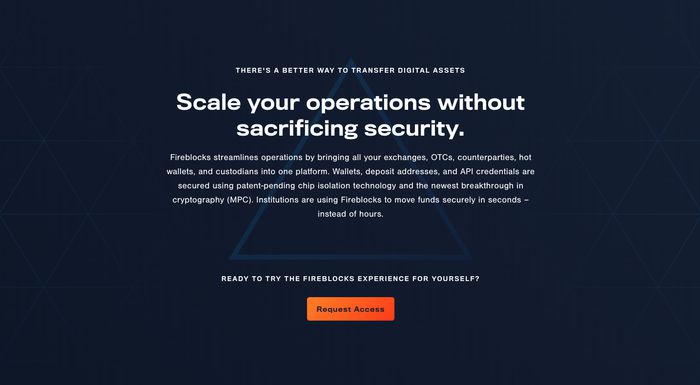 THERE'S A BETTER WAY TO TRANSFER DIGITAL ASSETS
Scale your operations without
sacrificing security.
Fireblocks streamlines operations by bringing all your exchanges, OTCs, counterparties, hot
wallets, and custodians into one platform. Wallets, deposit addresses, and API credentials are
secured using patent-pending chip isolation technology and the newest breakthrough in
cryptography (MPC). Institutions are using Fireblocks to move funds securely in seconds –
instead of hours.
READY TO TRY THE FIREBLOCKS EXPERIENCE FOR YOURSELF?
Request Access